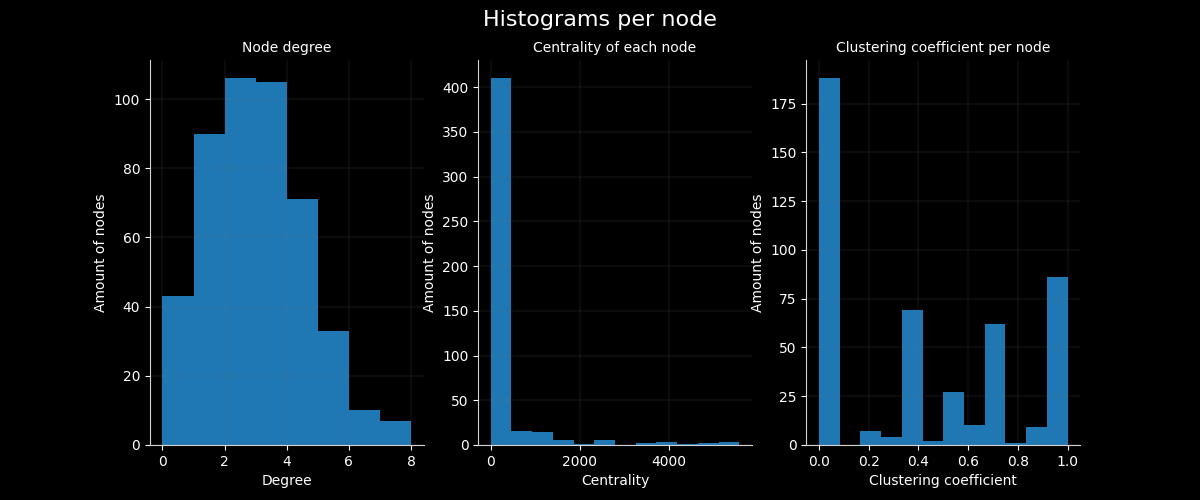 Histograms per node
Node degree
Amount of nodes
100
80
60
40
20
0
0 2 4 6 8
Degree
Centrality of each node
Amount of nodes
400
350
300
250
200
150
100
50
0
0 2000 4000
Centrality
Clustering coefficient per node
Amount of nodes
175
150
125
100
75
50
25
0
0.0 0.2 0.4 0.6 0.8 1.0
Clustering coefficient